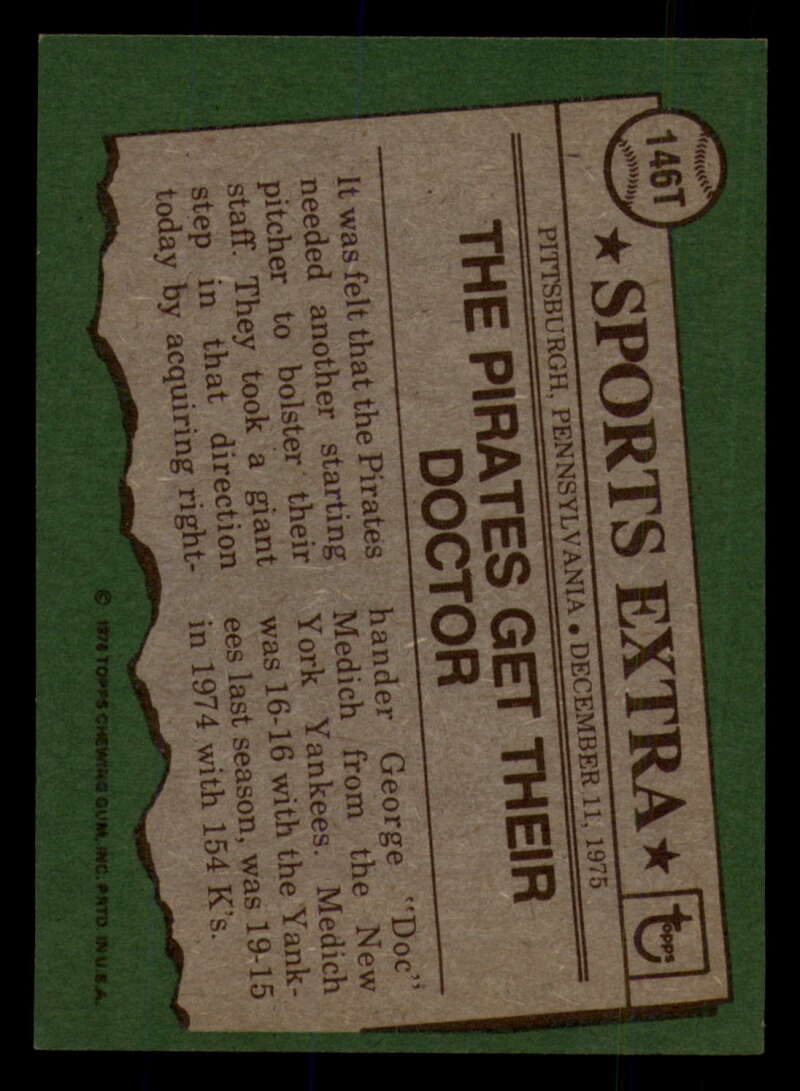 146T
★ SPORTS EXTRA ★
topps
PITTSBURGH, PENNSYLVANIA • DECEMBER 11, 1975
THE PIRATES GET THEIR
DOCTOR
It was felt that the Pirates
needed another starting
pitcher to bolster their
staff. They took a giant
step in that direction
today by acquiring right-
hander George "Doc"
Medich from the New
York Yankees. Medich
was 16-16 with the Yank-
ees last season, was 19-15
in 1974 with 154 K's.
© 1976 TOPPS CHEWING GUM, INC. PRTD. IN U.S.A.